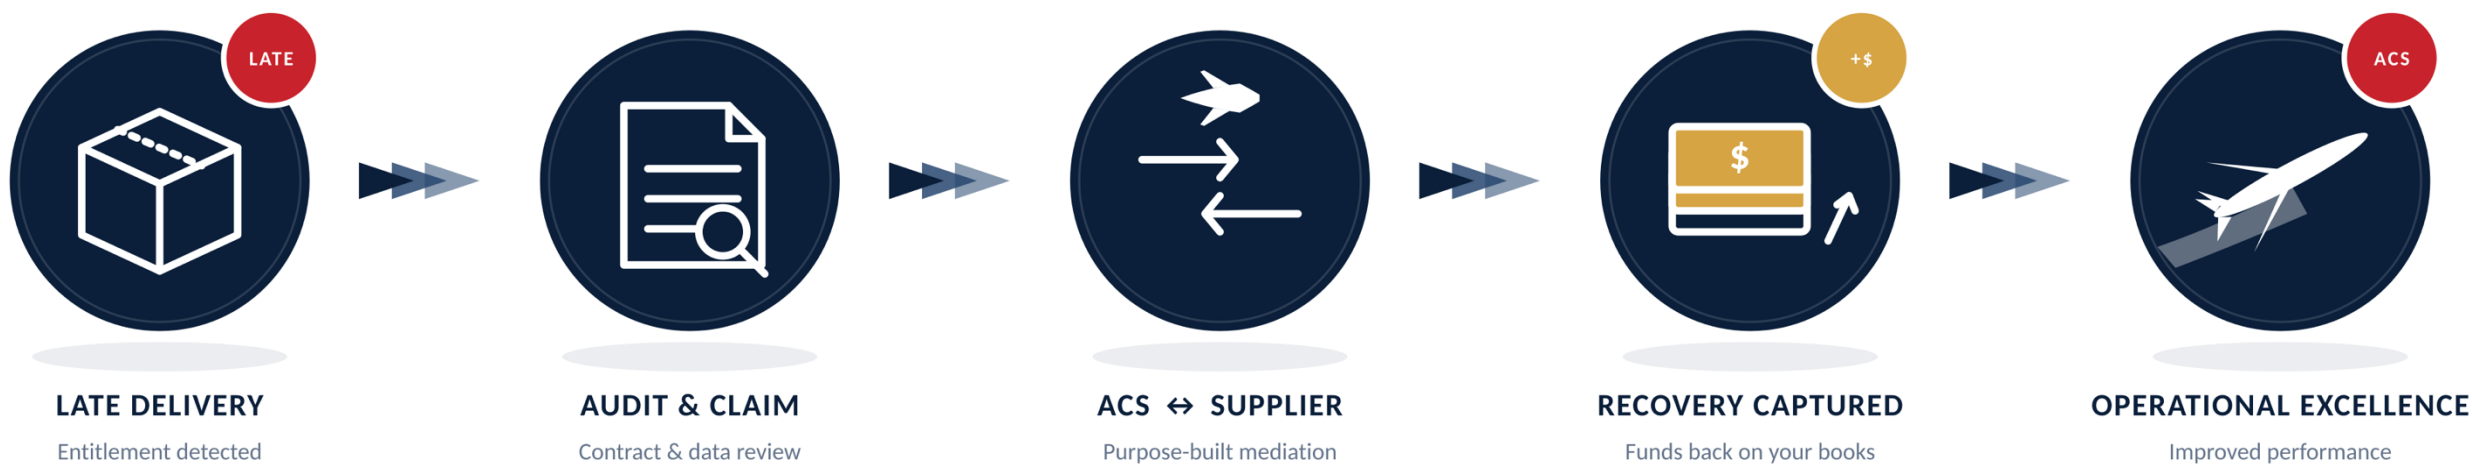 LATE
+$
ACS
$
LATE DELIVERY
Entitlement detected
AUDIT & CLAIM
Contract & data review
ACS ↔ SUPPLIER
Purpose-built mediation
RECOVERY CAPTURED
Funds back on your books
OPERATIONAL EXCELLENCE
Improved performance